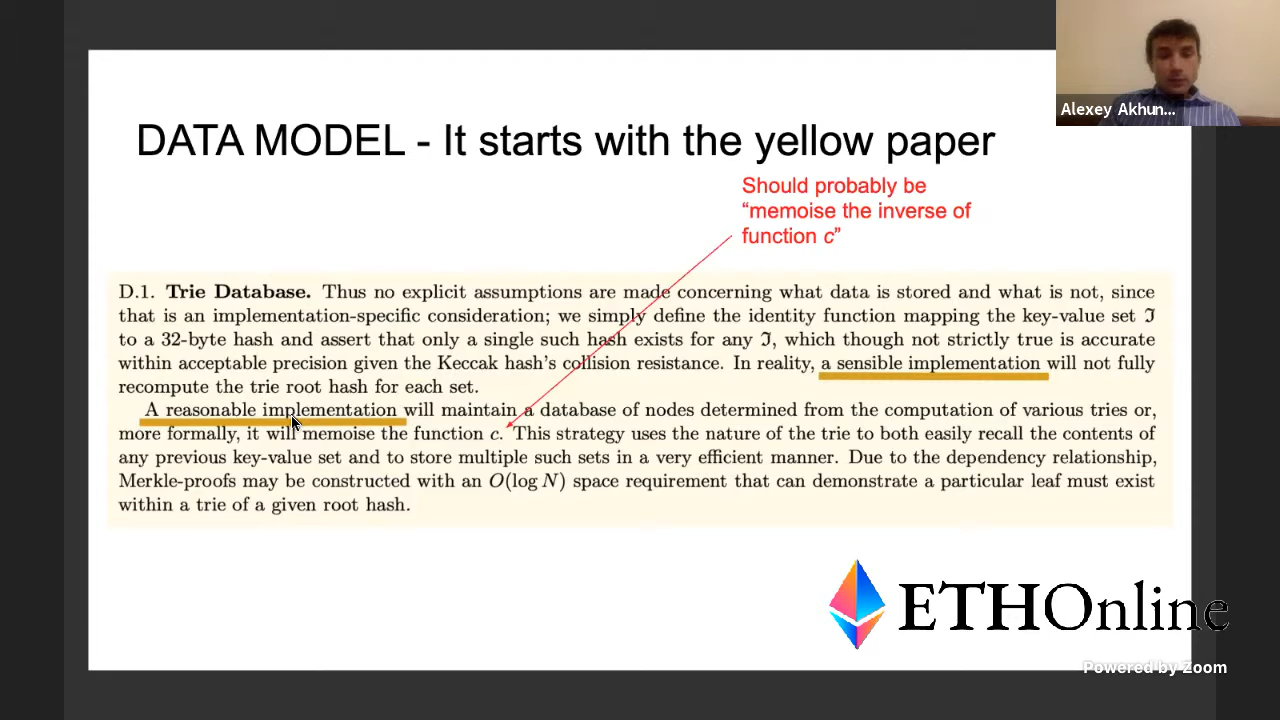 Alexey Akhun...
DATA MODEL - It starts with the yellow paper
Should probably be
“memoise the inverse of
function c”
D.1. Trie Database. Thus no explicit assumptions are made concerning what data is stored and what is not, since
that is an implementation-specific consideration; we simply define the identity function mapping the key-value set ℑ
to a 32-byte hash and assert that only a single such hash exists for any ℑ, which though not strictly true is accurate
within acceptable precision given the Keccak hash's collision resistance. In reality, a sensible implementation will not fully
recompute the trie root hash for each set.
A reasonable implementation will maintain a database of nodes determined from the computation of various tries or,
more formally, it will memoise the function c. This strategy uses the nature of the trie to both easily recall the contents of
any previous key-value set and to store multiple such sets in a very efficient manner. Due to the dependency relationship,
Merkle-proofs may be constructed with an O(log N) space requirement that can demonstrate a particular leaf must exist
within a trie of a given root hash.
ETHOnline
Powered by Zoom